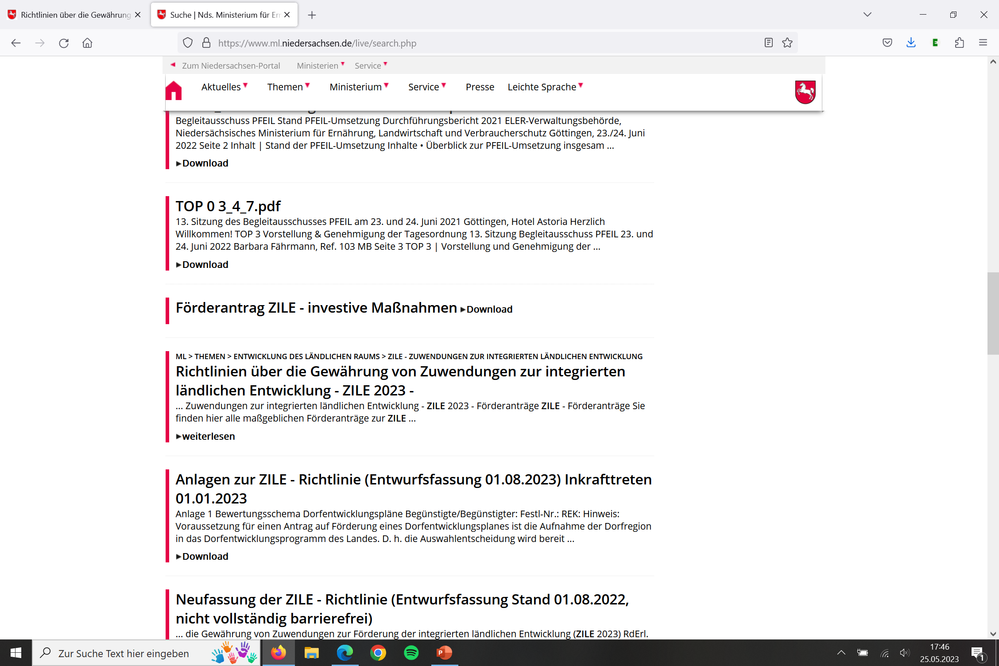 Richtlinien über die Gewährung
Suche | Nds. Ministerium für Ern
https://www.ml.niedersachsen.de/live/search.php
Zum Niedersachsen-Portal Ministerien Service
Aktuelles Themen Ministerium Service Presse Leichte Sprache
Begleitausschuss PFEIL Stand PFEIL-Umsetzung Durchführungsbericht 2021 ELER-Verwaltungsbehörde,
Niedersächsisches Ministerium für Ernährung, Landwirtschaft und Verbraucherschutz Göttingen, 23./24. Juni
2022 Seite 2 Inhalt | Stand der PFEIL-Umsetzung Inhalte • Überblick zur PFEIL-Umsetzung insgesam ...
Download
TOP 0 3_4_7.pdf
13. Sitzung des Begleitausschusses PFEIL am 23. und 24. Juni 2021 Göttingen, Hotel Astoria Herzlich
Willkommen! TOP 3 Vorstellung & Genehmigung der Tagesordnung 13. Sitzung Begleitausschuss PFEIL 23. und
24. Juni 2022 Barbara Fährmann, Ref. 103 MB Seite 3 TOP 3 | Vorstellung und Genehmigung der ...
Download
Förderantrag ZILE - investive Maßnahmen Download
ML > THEMEN > ENTWICKLUNG DES LÄNDLICHEN RAUMS > ZILE - ZUWENDUNGEN ZUR INTEGRIERTEN LÄNDLICHEN ENTWICKLUNG
Richtlinien über die Gewährung von Zuwendungen zur integrierten
ländlichen Entwicklung - ZILE 2023 -
... Zuwendungen zur integrierten ländlichen Entwicklung - ZILE 2023 - Förderanträge ZILE - Förderanträge Sie
finden hier alle maßgeblichen Förderanträge zur ZILE ...
weiterlesen
Anlagen zur ZILE - Richtlinie (Entwurfsfassung 01.08.2023) Inkrafttreten
01.01.2023
Anlage 1 Bewertungsschema Dorfentwicklungspläne Begünstigte/Begünstigter: Festl-Nr.: REK: Hinweis:
Voraussetzung für einen Antrag auf Förderung eines Dorfentwicklungsplanes ist die Aufnahme der Dorfregion
in das Dorfentwicklungsprogramm des Landes. D. h. die Auswahlentscheidung wird bereit ...
Download
Neufassung der ZILE - Richtlinie (Entwurfsfassung Stand 01.08.2022,
nicht vollständig barrierefrei)
... die Gewährung von Zuwendungen zur Förderung der integrierten ländlichen Entwicklung (ZILE 2023) RdErl.
Zur Suche Text hier eingeben
17:46
25.05.2023
1